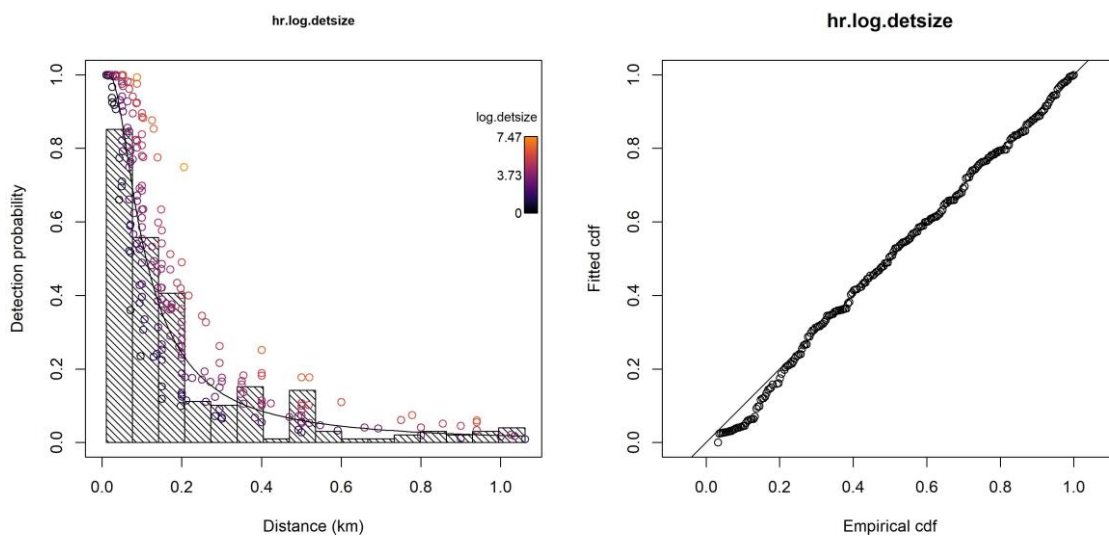 hr.log.detsize
Detection probability
1.0
0.8
0.6
0.4
0.2
0.0
log.detsize
7.47
3.73
0
0.0 0.2 0.4 0.6 0.8 1.0
Distance (km)
hr.log.detsize
Fitted cdf
1.0
0.8
0.6
0.4
0.2
0.0
0.0 0.2 0.4 0.6 0.8 1.0
Empirical cdf